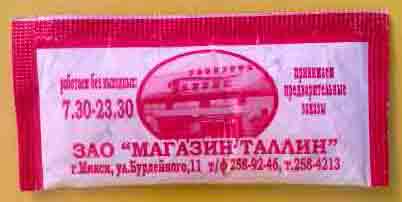 работаем без выходных:
7.30-23.30
принимаем
предварительные
заказы
ЗАО "МАГАЗИН ТАЛЛИН"
г.Минск, ул.Бурдейного,11 т/ф 258-92-46, т.258-4213